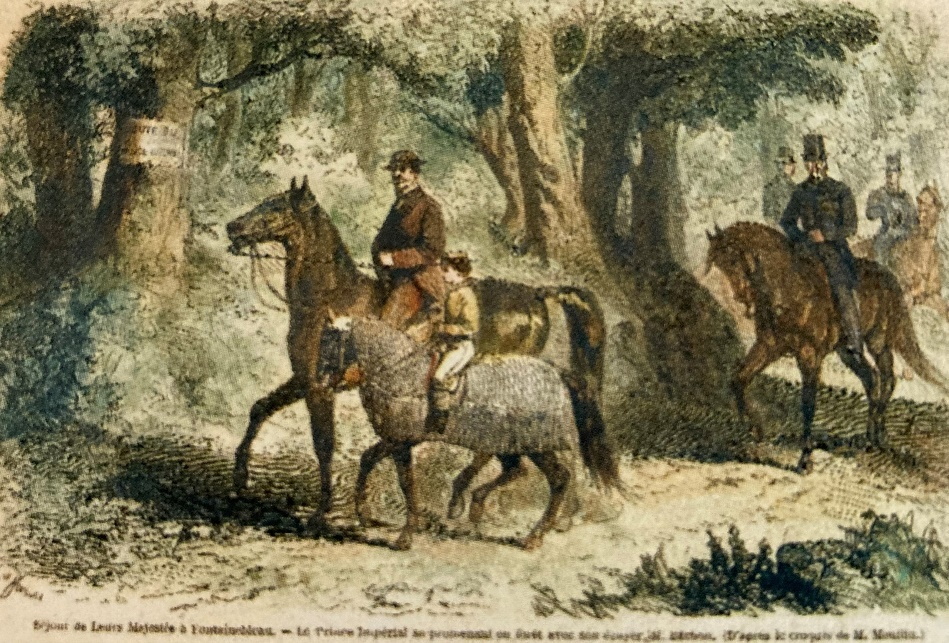 Séjour de Leurs Majestés à Fontainebleau. — Le Prince Impérial se promenant en forêt avec son écuyer, M. Bachon. (D'après le croquis de M. Moullin.)